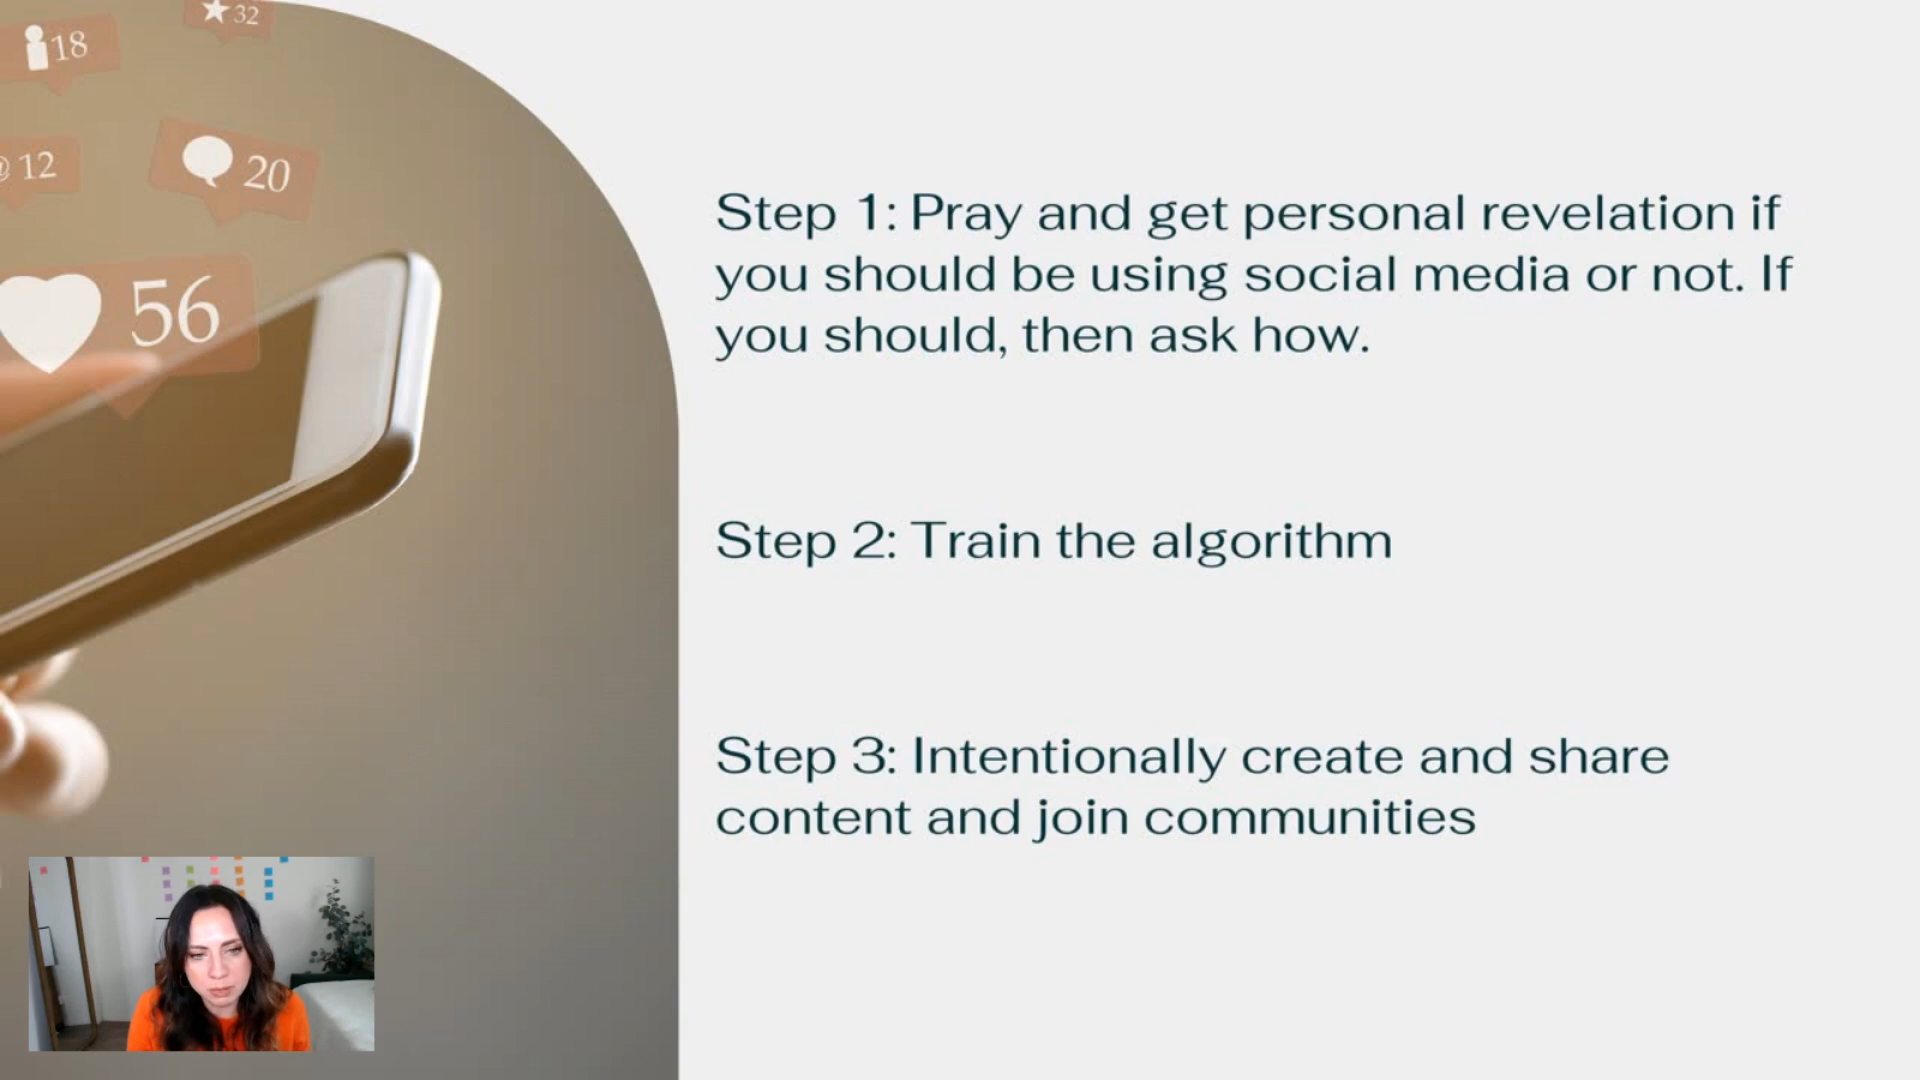 18
32
@ 12
20
56
Step 1: Pray and get personal revelation if
you should be using social media or not. If
you should, then ask how.
Step 2: Train the algorithm
Step 3: Intentionally create and share
content and join communities